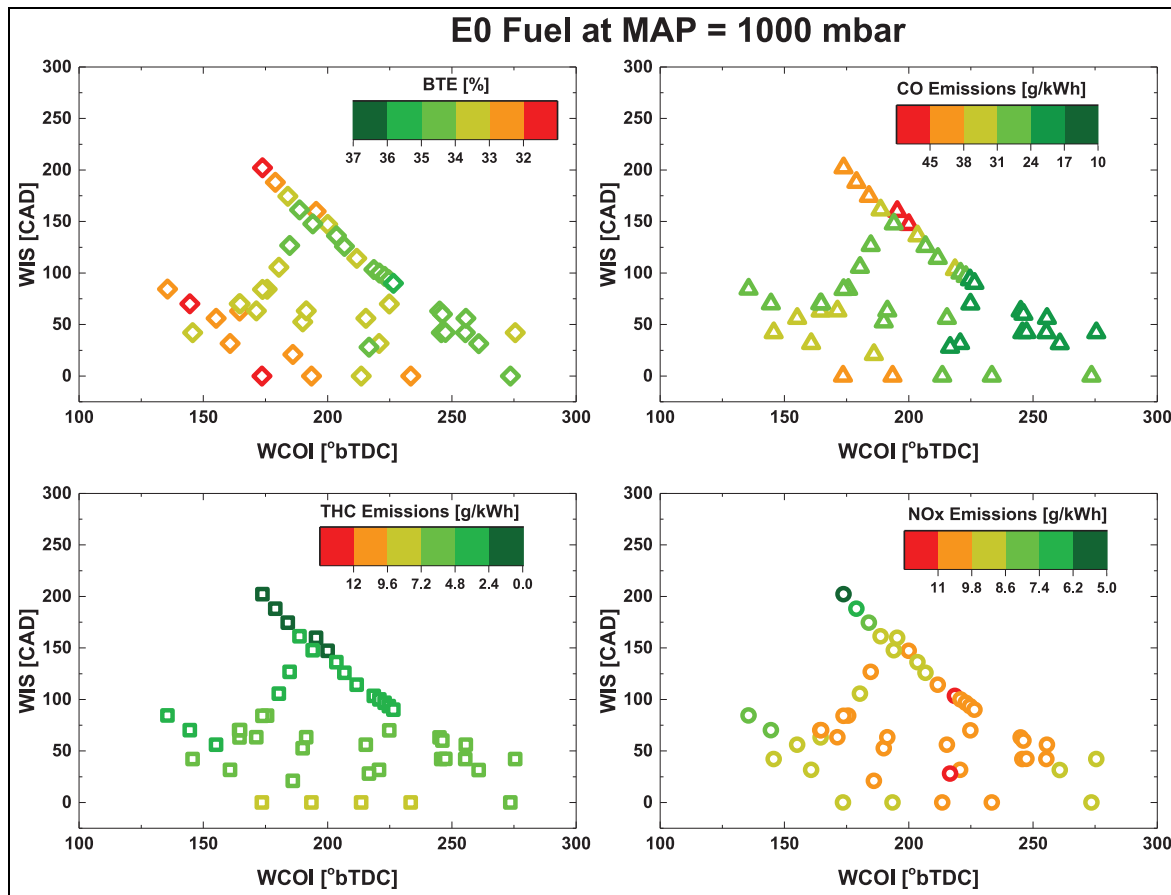 E0 Fuel at MAP = 1000 mbar
BTE [%]
37 36 35 34 33 32
WIS [CAD]
300
250
200
150
100
50
0
100 150 200 250 300
WCOI [°bTDC]
CO Emissions [g/kWh]
45 38 31 24 17 10
WIS [CAD]
300
250
200
150
100
50
0
100 150 200 250 300
WCOI [°bTDC]
THC Emissions [g/kWh]
12 9.6 7.2 4.8 2.4 0.0
WIS [CAD]
300
250
200
150
100
50
0
100 150 200 250 300
WCOI [°bTDC]
NOx Emissions [g/kWh]
11 9.8 8.6 7.4 6.2 5.0
WIS [CAD]
300
250
200
150
100
50
0
100 150 200 250 300
WCOI [°bTDC]